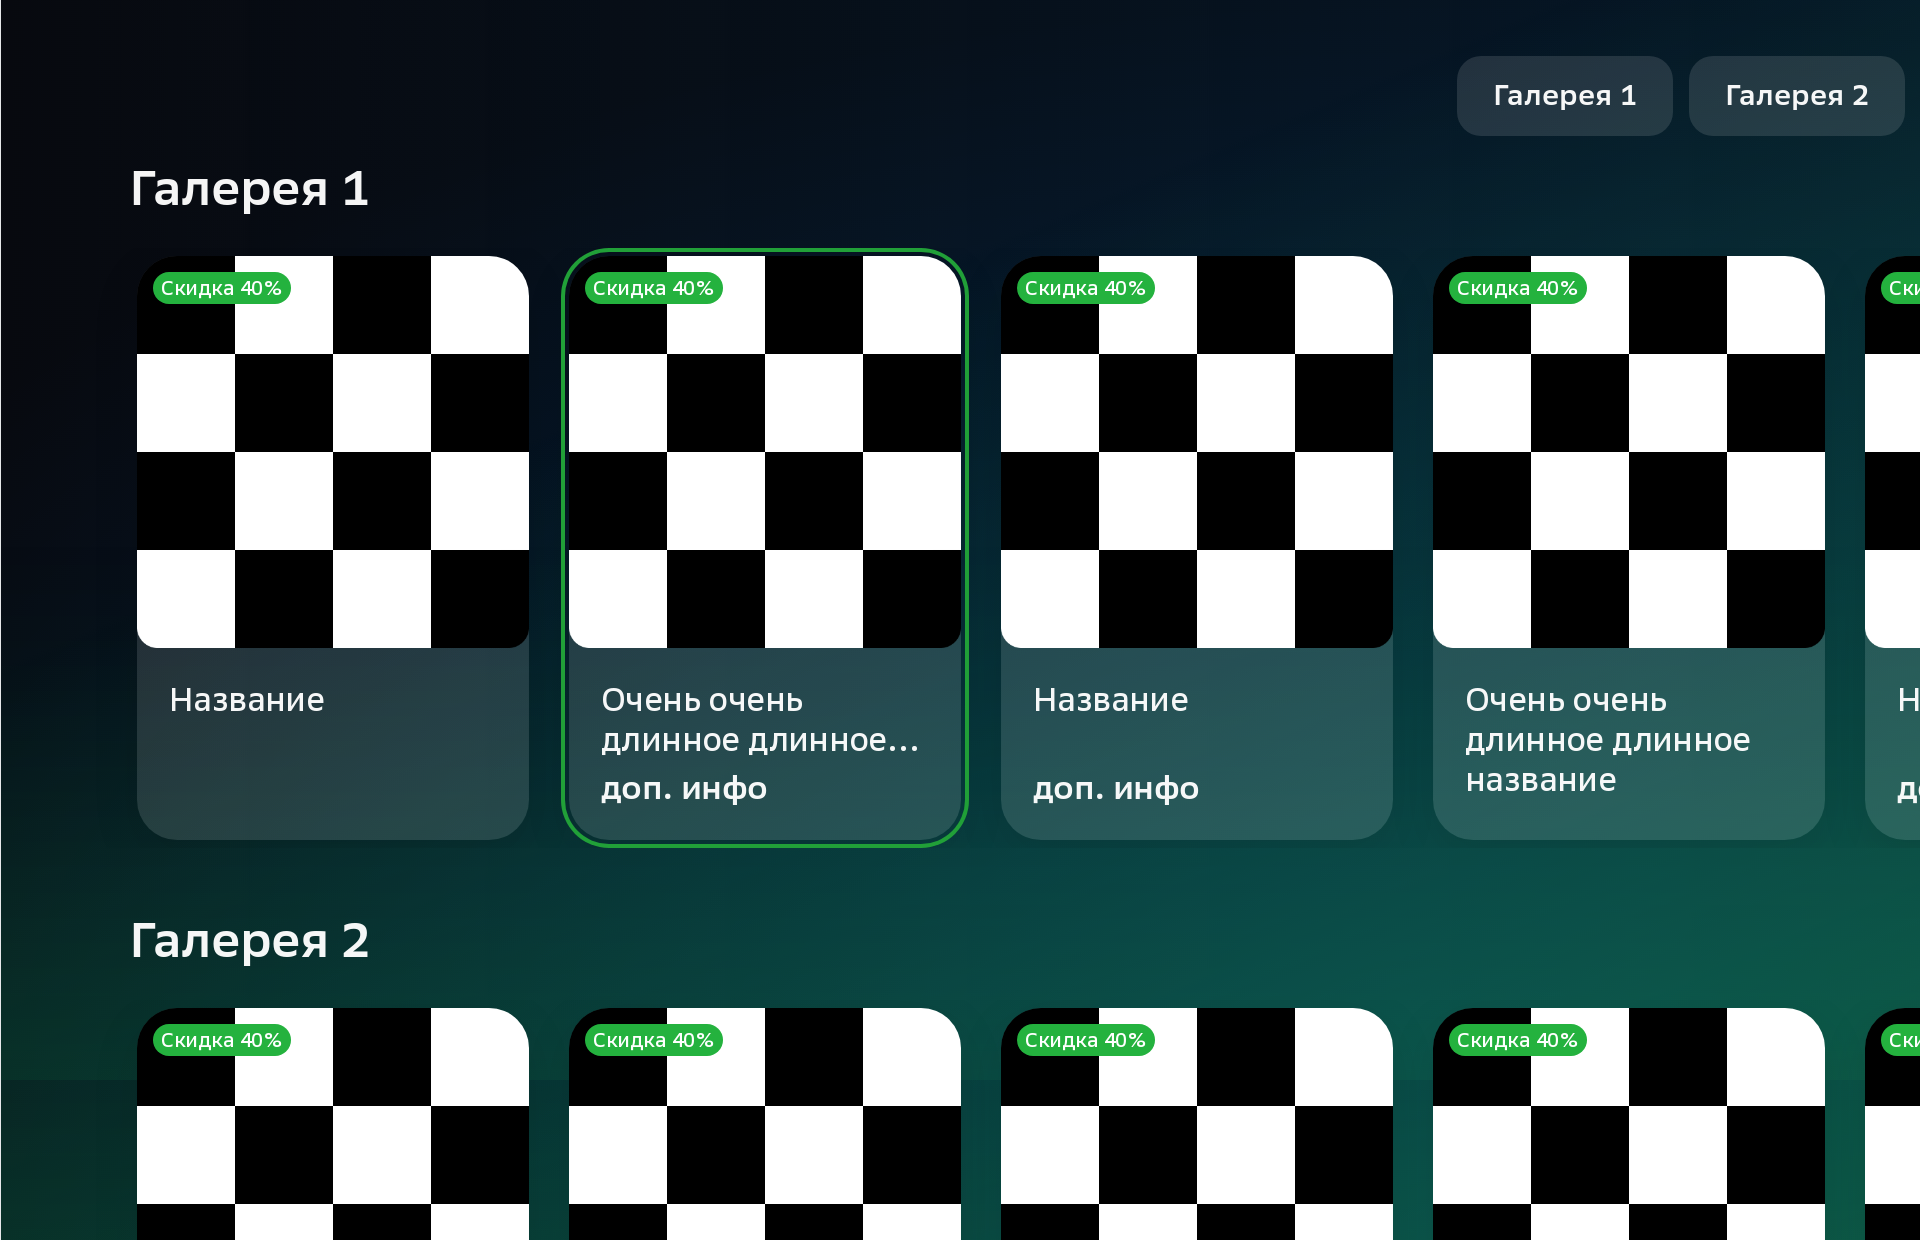 Галерея 1
Галерея 2
Галерея 1
Скидка 40%
Скидка 40%
Скидка 40%
Скидка 40%
Название
Очень очень
длинное длинное...
доп. инфо
Название
доп. инфо
Очень очень
длинное длинное
название
Галерея 2
Скидка 40%
Скидка 40%
Скидка 40%
Скидка 40%